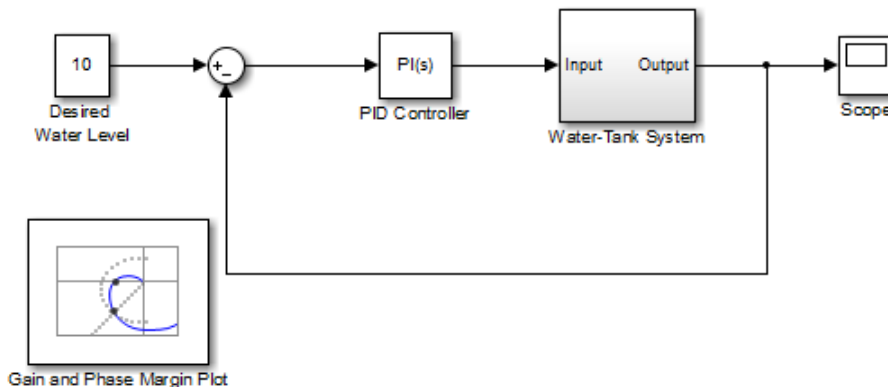 10
Desired
Water Level
+
−
PI(s)
PID Controller
Input
Output
Water-Tank System
Scope
Gain and Phase Margin Plot